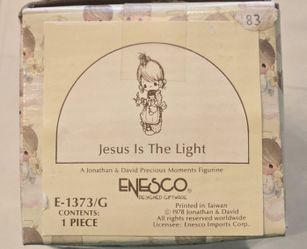 83
Jesus Is The Light
A Jonathan & David Precious Moments Figurine
ENESCO®
DESIGNED GIFTWARE
E-1373/G
CONTENTS:
1 PIECE
Printed in Taiwan
© 1978 Jonathan & David
All rights reserved worldwide
Licensee: Enesco Imports Corp.